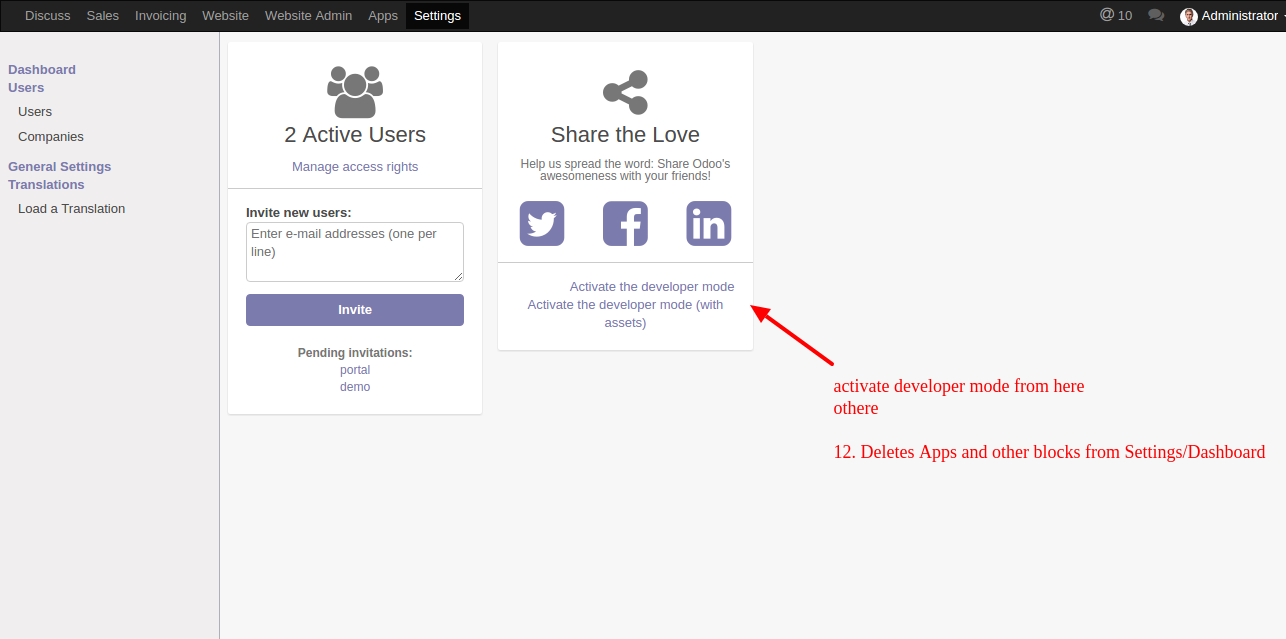 Discuss Sales Invoicing Website Website Admin Apps Settings @ 10 Administrator
Dashboard
Users
Users
Companies
General Settings
Translations
Load a Translation
2 Active Users
Manage access rights
Invite new users:
Enter e-mail addresses (one per
line)
Invite
Pending invitations:
portal
demo
Share the Love
Help us spread the word: Share Odoo's
awesomeness with your friends!
in
Activate the developer mode
Activate the developer mode (with
assets)
activate developer mode from here
othere
12. Deletes Apps and other blocks from Settings/Dashboard